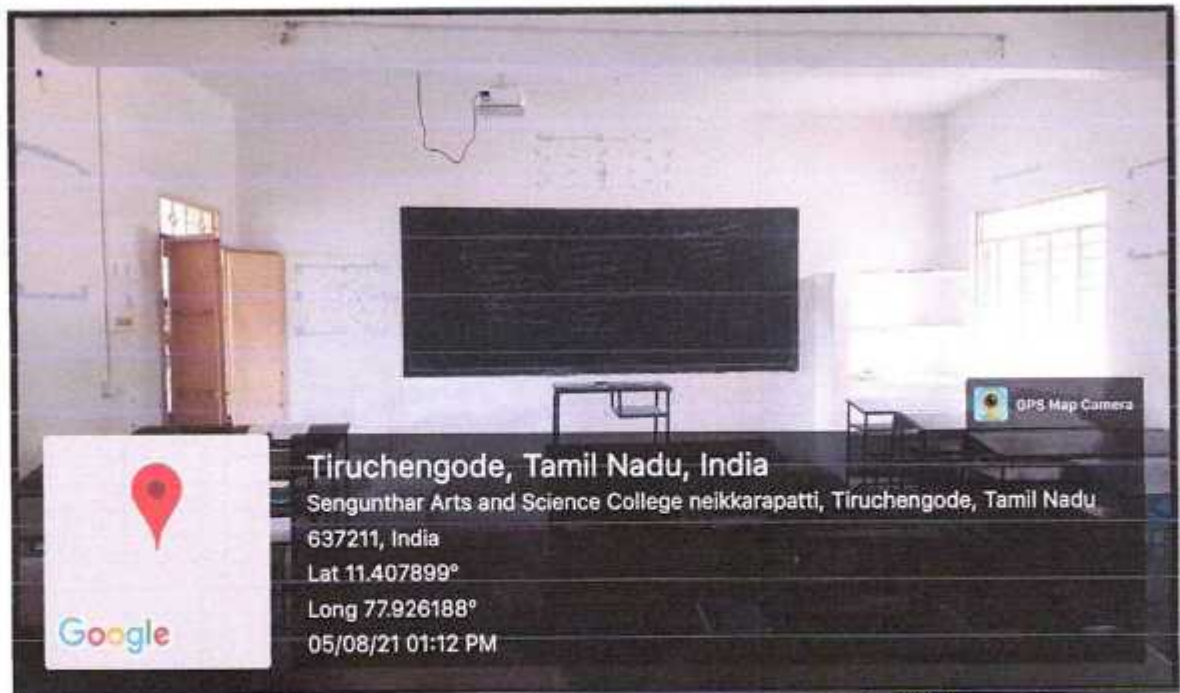 GPS Map Camera
Tiruchengode, Tamil Nadu, India
Sengunthar Arts and Science College neikkarapatti, Tiruchengode, Tamil Nadu
637211, India
Lat 11.407899°
Long 77.926188°
05/08/21 01:12 PM
Google